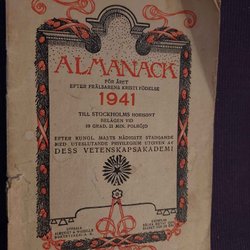 ALMANACK
FÖR ÅRET
EFTER FRÄLSARENS KRISTI FÖDELSE
1941
TILL STOCKHOLMS HORISONT
BELÄGEN VID
59 GRAD. 21 MIN. POLHÖJD
EFTER KUNGL. MAJ:TS NÅDIGSTE STADGANDE
MED UTESLUTANDE PRIVILEGIUM UTGIVEN AV
DESS VETENSKAPSAKADEMI
UPPSALA